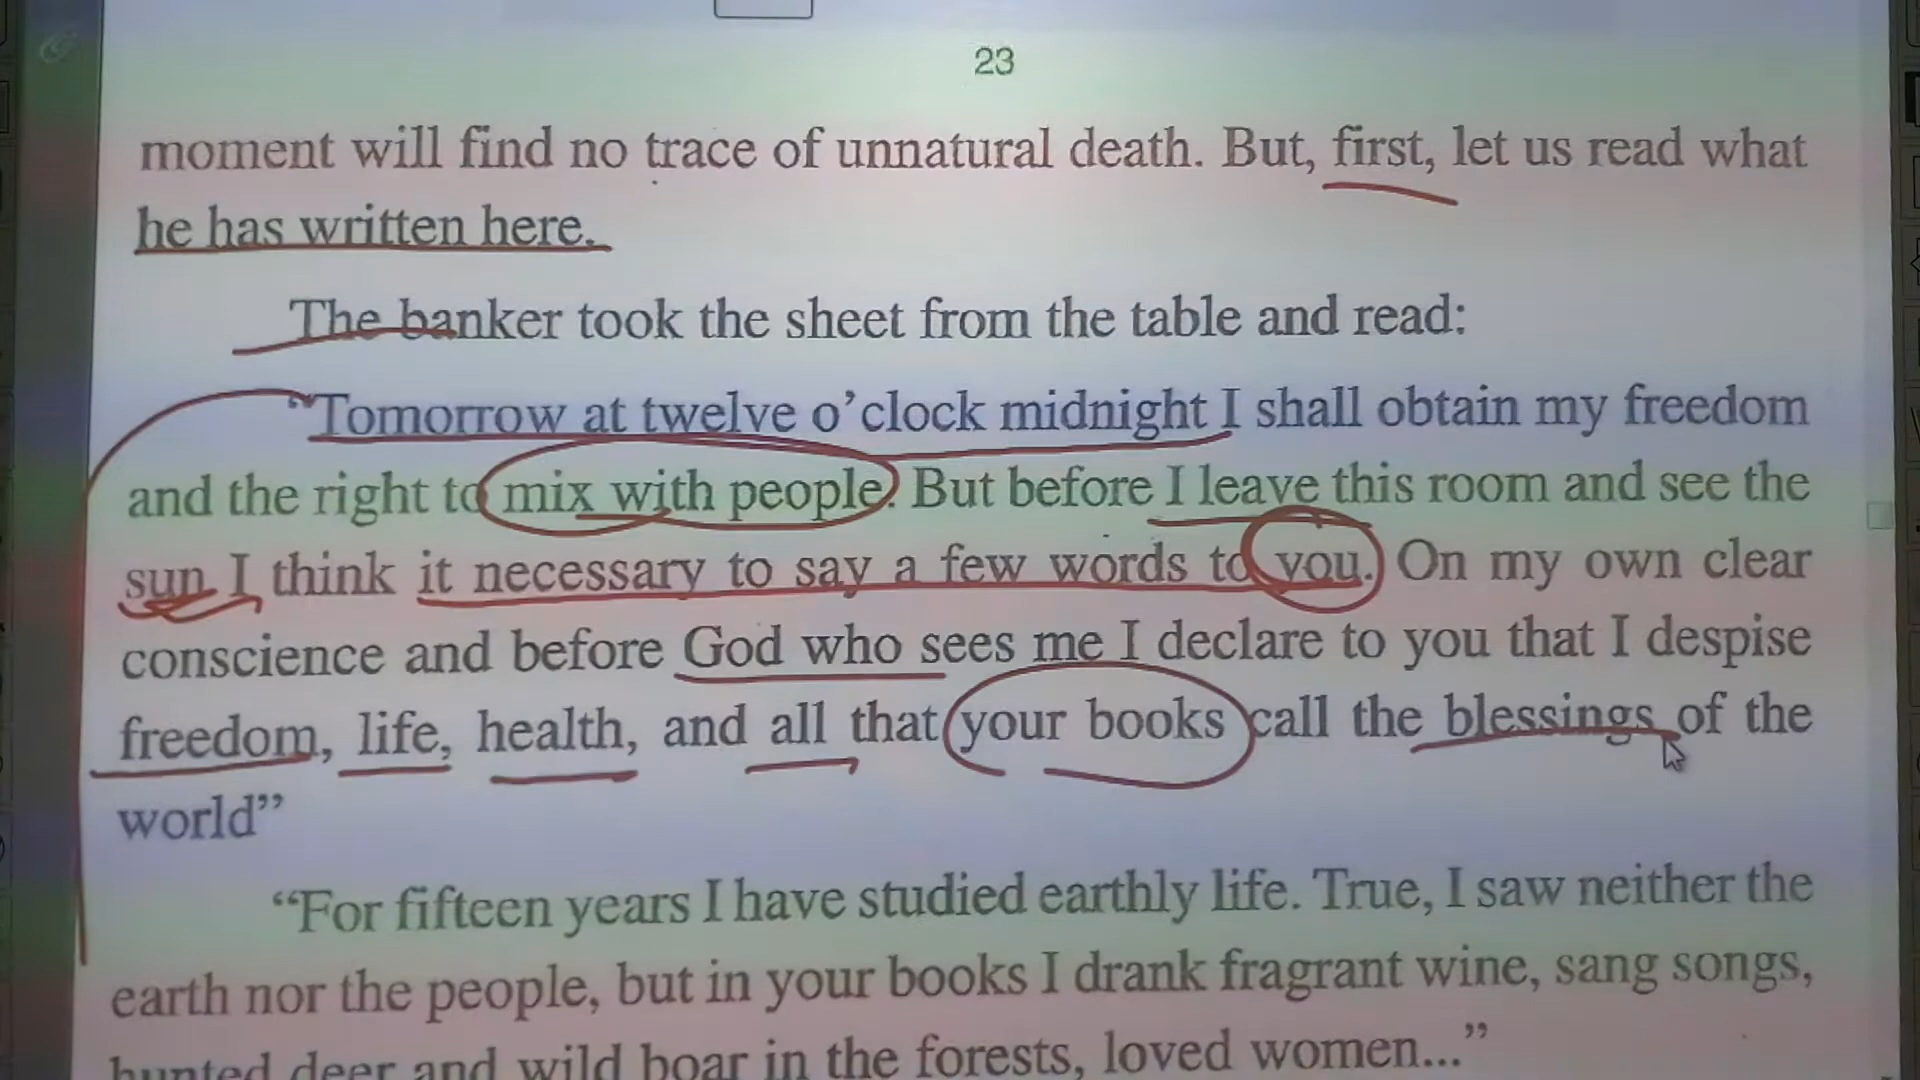 23
moment will find no trace of unnatural death. But, first, let us read what
he has written here.
The banker took the sheet from the table and read:
“Tomorrow at twelve o’clock midnight I shall obtain my freedom
and the right to mix with people. But before I leave this room and see the
sun I think it necessary to say a few words to you. On my own clear
conscience and before God who sees me I declare to you that I despise
freedom, life, health, and all that your books call the blessings of the
world”
“For fifteen years I have studied earthly life. True, I saw neither the
earth nor the people, but in your books I drank fragrant wine, sang songs,
hunted deer and wild boar in the forests, loved women...”